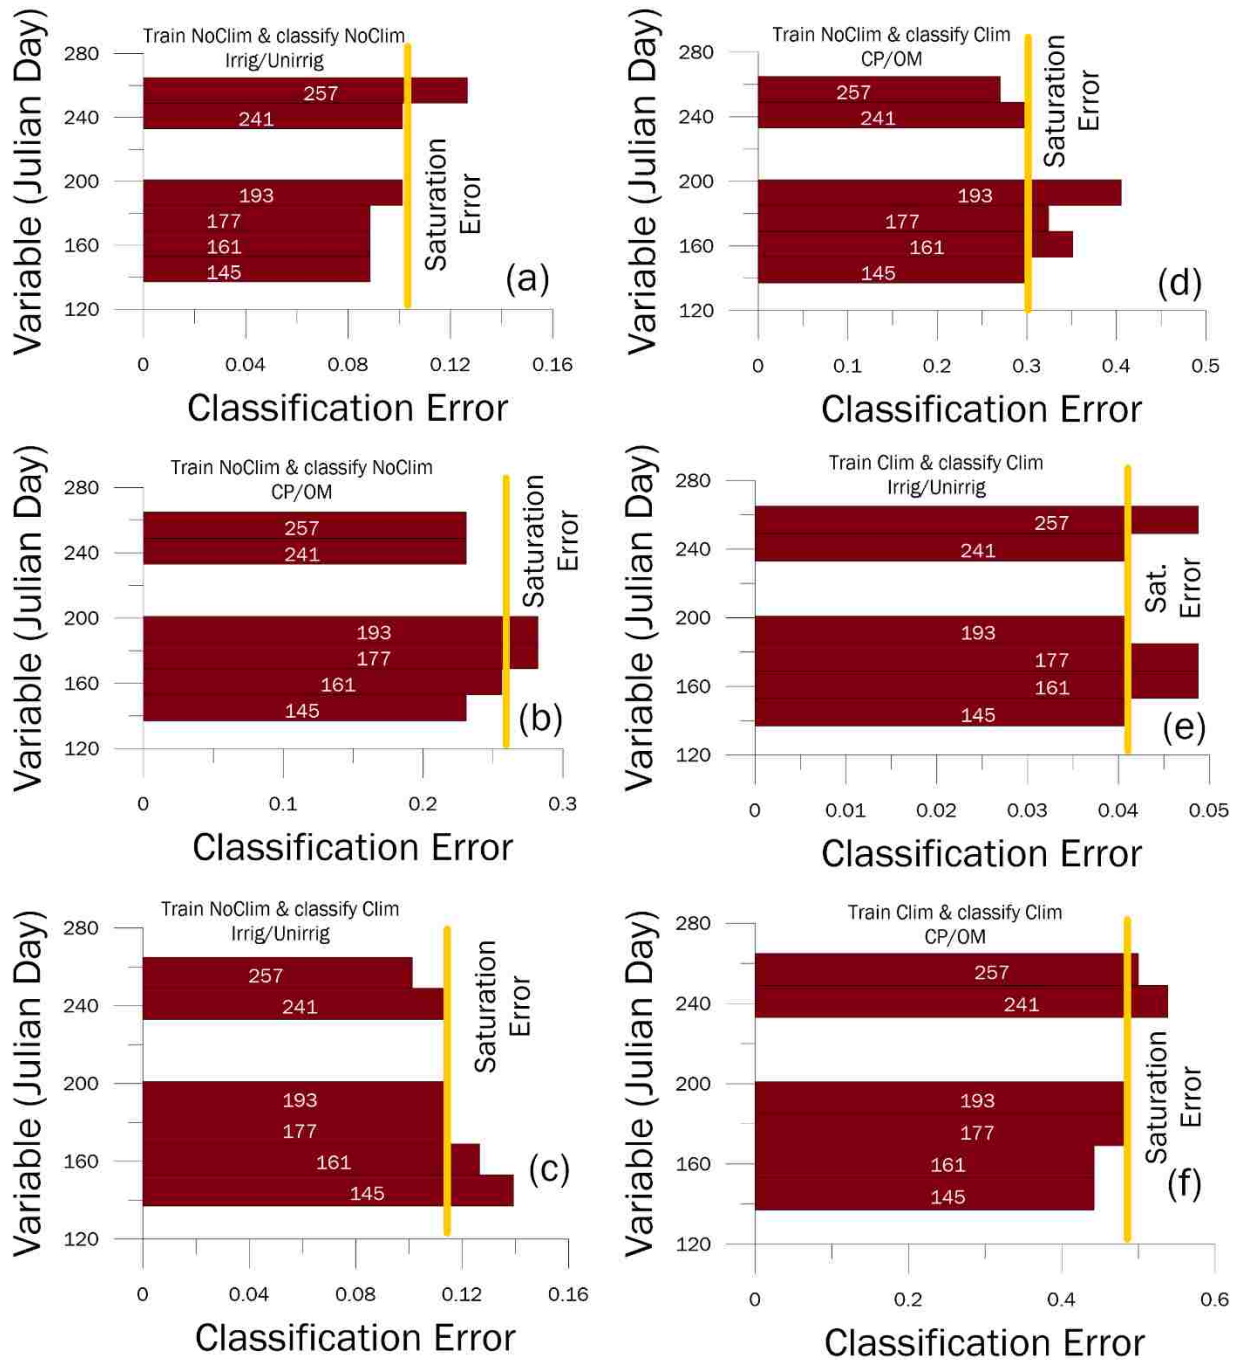 Train NoClim & classify NoClim
Irrig/Unirrig
Variable (Julian Day)
280
240
200
160
120
257
241
193
177
161
145
Saturation
Error
(a)
0
0.04
0.08
0.12
0.16
Classification Error
Train NoClim & classify Clim
CP/OM
Variable (Julian Day)
280
240
200
160
120
257
241
193
177
161
145
Saturation
Error
(d)
0
0.1
0.2
0.3
0.4
0.5
Classification Error
Train NoClim & classify NoClim
CP/OM
Variable (Julian Day)
280
240
200
160
120
257
241
193
177
161
145
Saturation
Error
(b)
0
0.1
0.2
0.3
Classification Error
Train Clim & classify Clim
Irrig/Unirrig
Variable (Julian Day)
280
240
200
160
120
257
241
193
177
161
145
Sat.
Error
(e)
0
0.01
0.02
0.03
0.04
0.05
Classification Error
Train NoClim & classify Clim
Irrig/Unirrig
Variable (Julian Day)
280
240
200
160
120
257
241
193
177
161
145
Saturation
Error
(c)
0
0.04
0.08
0.12
0.16
Classification Error
Train Clim & classify Clim
CP/OM
Variable (Julian Day)
280
240
200
160
120
257
241
193
177
161
145
Saturation
Error
(f)
0
0.2
0.4
0.6
Classification Error